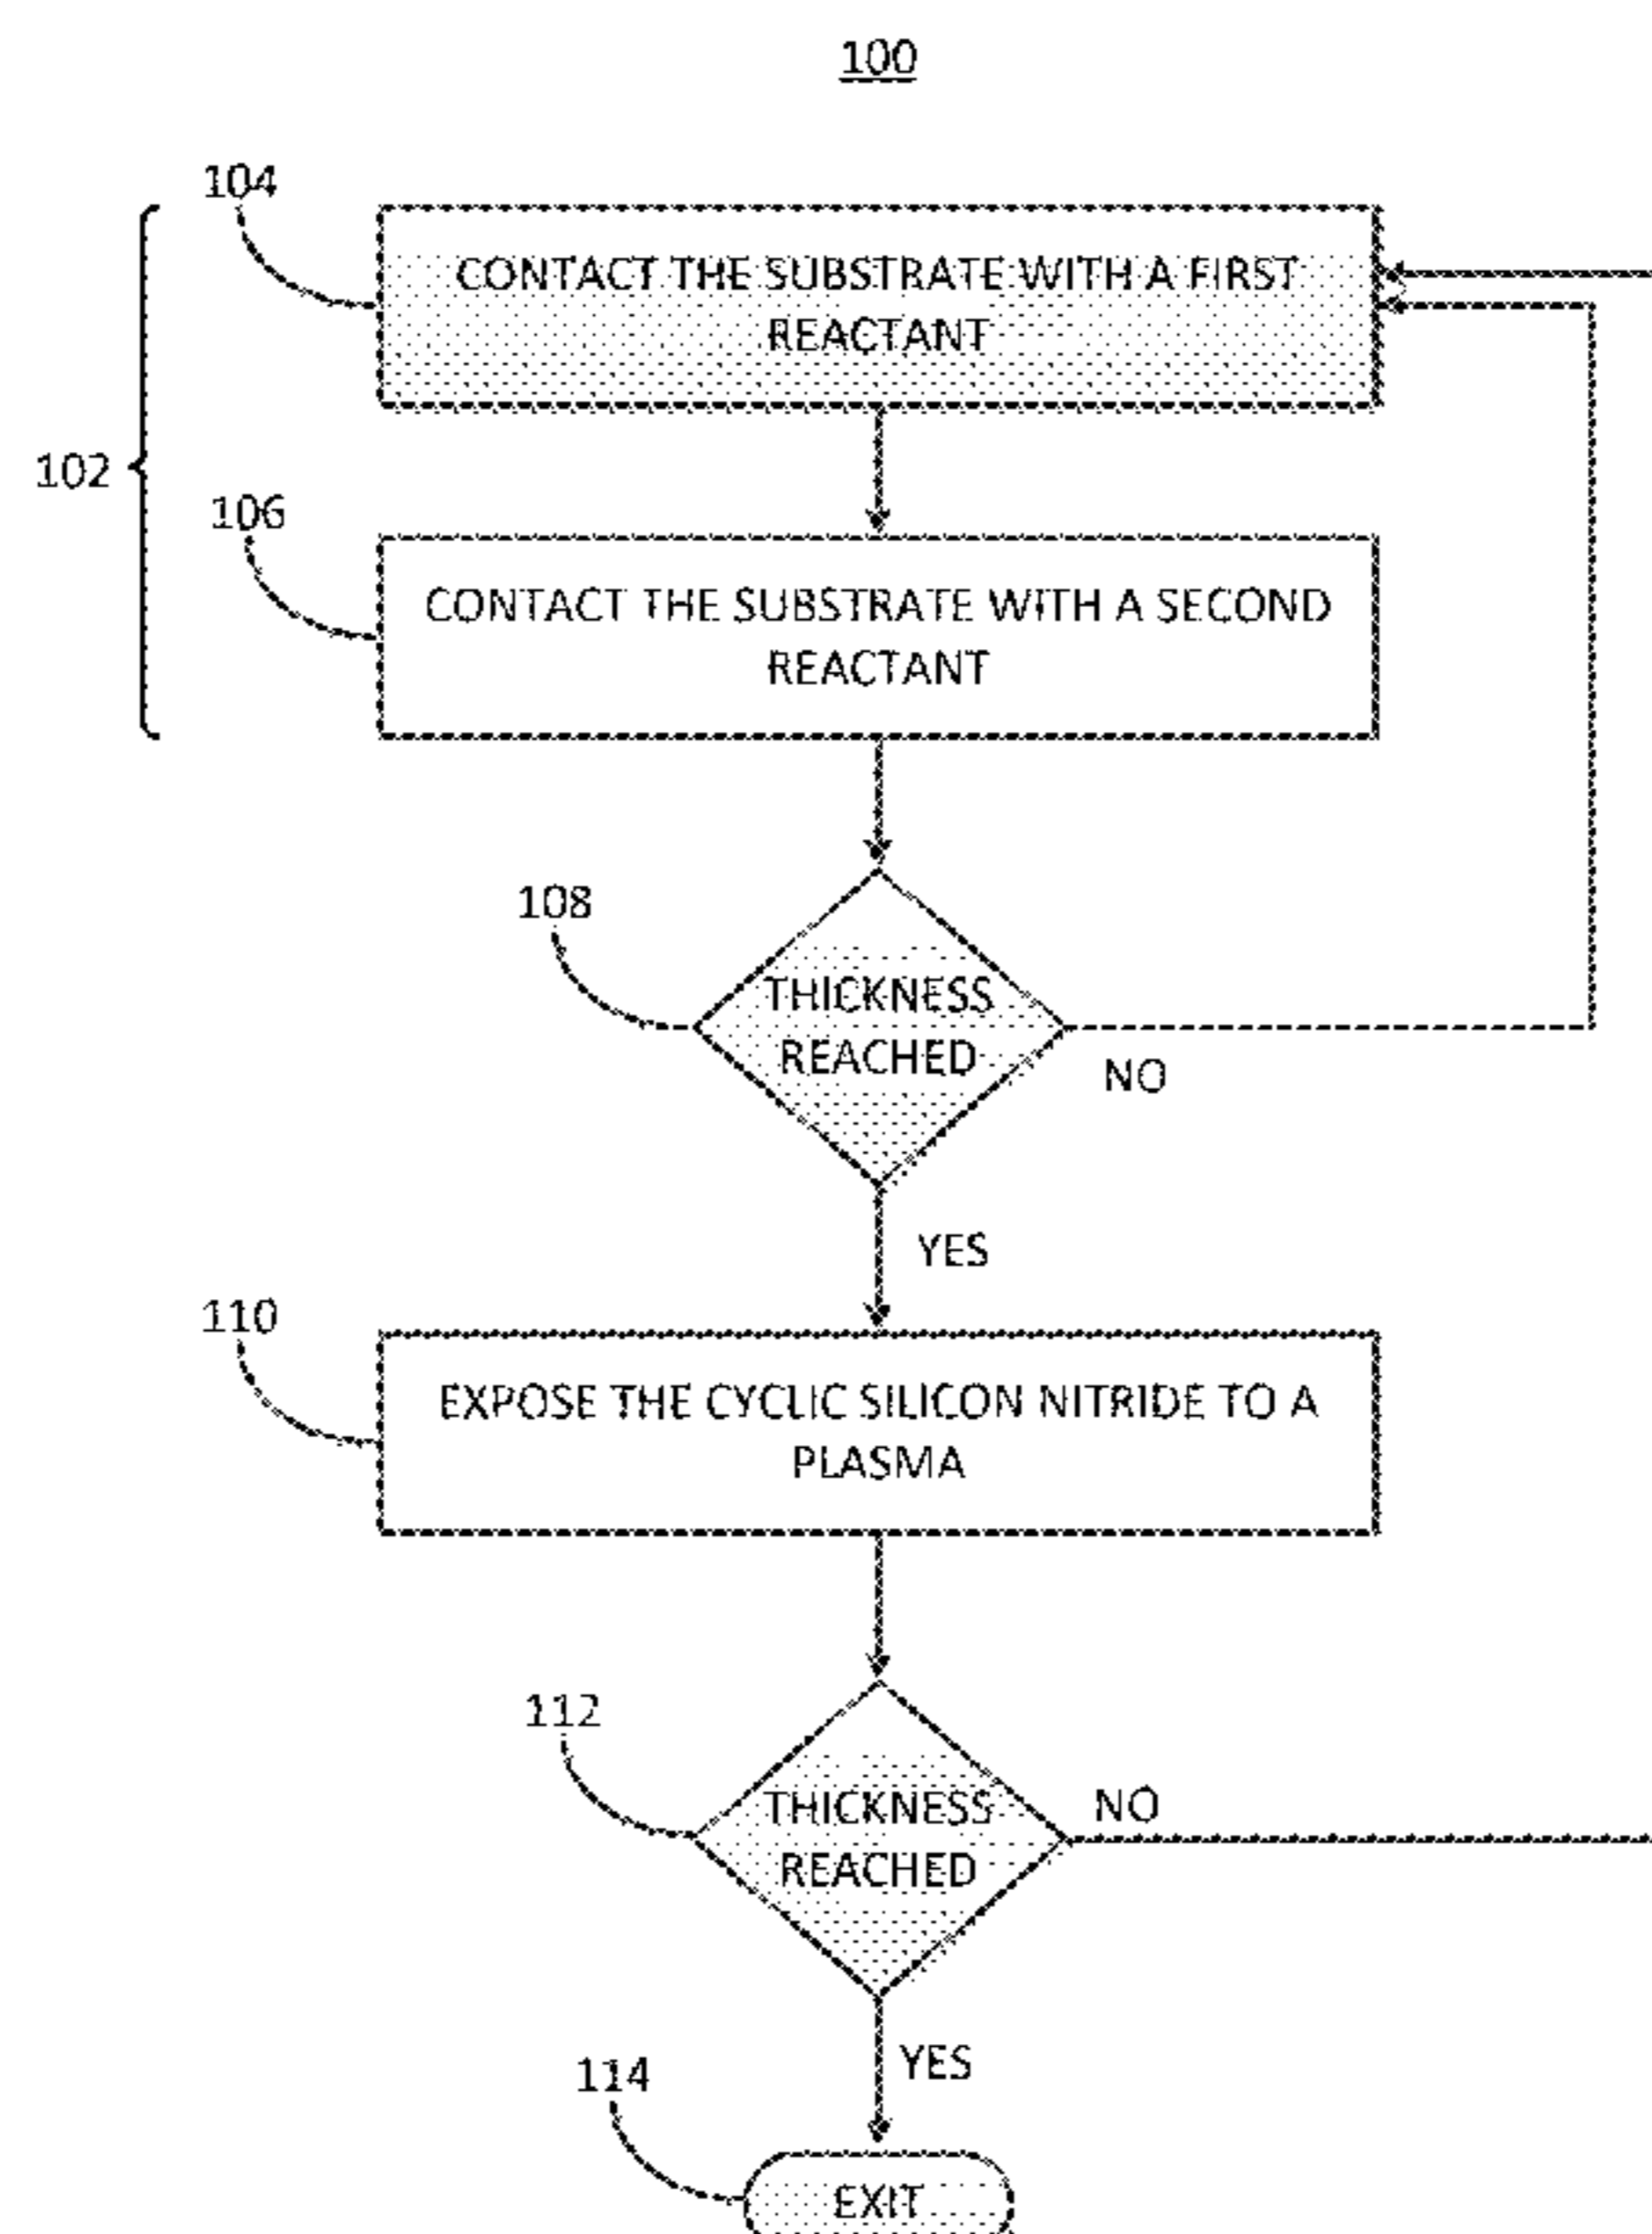 100
104
CONTACT THE SUBSTRATE WITH A FIRST
REACTANT
102
106
CONTACT THE SUBSTRATE WITH A SECOND
REACTANT
108
THICKNESS
REACHED
NO
YES
110
EXPOSE THE CYCLIC SILICON NITRIDE TO A
PLASMA
112
THICKNESS
REACHED
NO
YES
114
EXIT